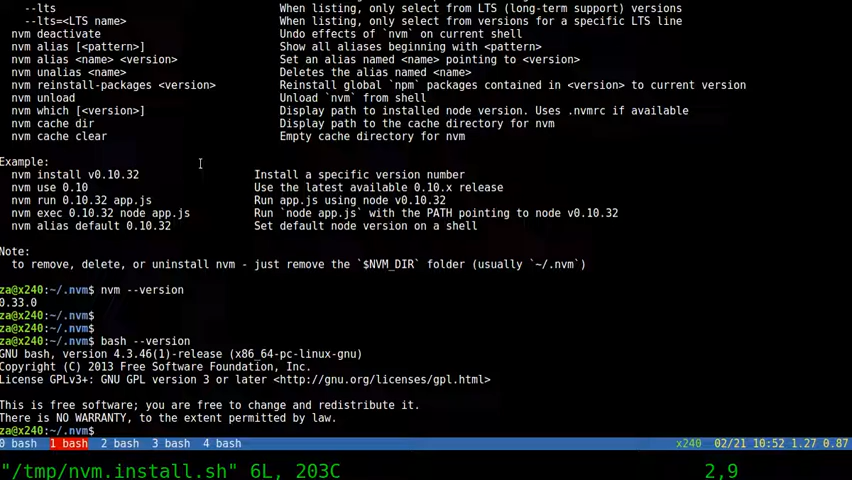 --lts When listing, only select from LTS (long-term support) versions
--lts=<LTS name> When listing, only select from versions for a specific LTS line
nvm deactivate Undo effects of `nvm` on current shell
nvm alias [<pattern>] Show all aliases beginning with <pattern>
nvm alias <name> <version> Set an alias named <name> pointing to <version>
nvm unalias <name> Deletes the alias named <name>
nvm reinstall-packages <version> Reinstall global `npm` packages contained in <version> to current version
nvm unload Unload `nvm` from shell
nvm which [<version>] Display path to installed node version. Uses .nvmrc if available
nvm cache dir Display path to the cache directory for nvm
nvm cache clear Empty cache directory for nvm
Example:
nvm install v0.10.32 Install a specific version number
nvm use 0.10 Use the latest available 0.10.x release
nvm run 0.10.32 app.js Run app.js using node v0.10.32
nvm exec 0.10.32 node app.js Run `node app.js` with the PATH pointing to node v0.10.32
nvm alias default 0.10.32 Set default node version on a shell
Note:
to remove, delete, or uninstall nvm - just remove the `$NVM_DIR` folder (usually `~/.nvm`)
za@x240:~/.nvm$ nvm --version
0.33.0
za@x240:~/.nvm$
za@x240:~/.nvm$
za@x240:~/.nvm$ bash --version
GNU bash, version 4.3.46(1)-release (x86_64-pc-linux-gnu)
Copyright (C) 2013 Free Software Foundation, Inc.
License GPLv3+: GNU GPL version 3 or later <http://gnu.org/licenses/gpl.html>
This is free software; you are free to change and redistribute it.
There is NO WARRANTY, to the extent permitted by law.
za@x240:~/.nvm$
0 bash 1 bash 2 bash 3 bash 4 bash x240 02/21 10:52 1.27 0.87
"/tmp/nvm.install.sh" 6L, 203C 2,9